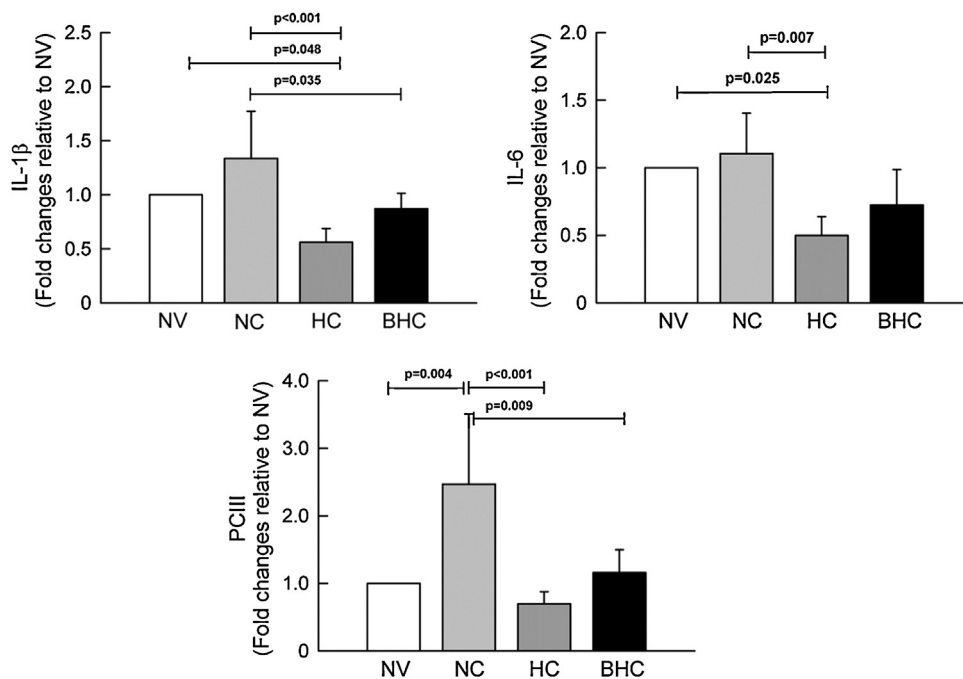 IL-1β
(Fold changes relative to NV)
2.5
2.0
1.5
1.0
0.5
0
p<0.001
p=0.048
p=0.035
NV NC HC BHC
IL-6
(Fold changes relative to NV)
2.0
1.5
1.0
0.5
0
p=0.007
p=0.025
NV NC HC BHC
PCIII
(Fold changes relative to NV)
4.0
3.0
2.0
1.0
0
p=0.004 p<0.001
p=0.009
NV NC HC BHC